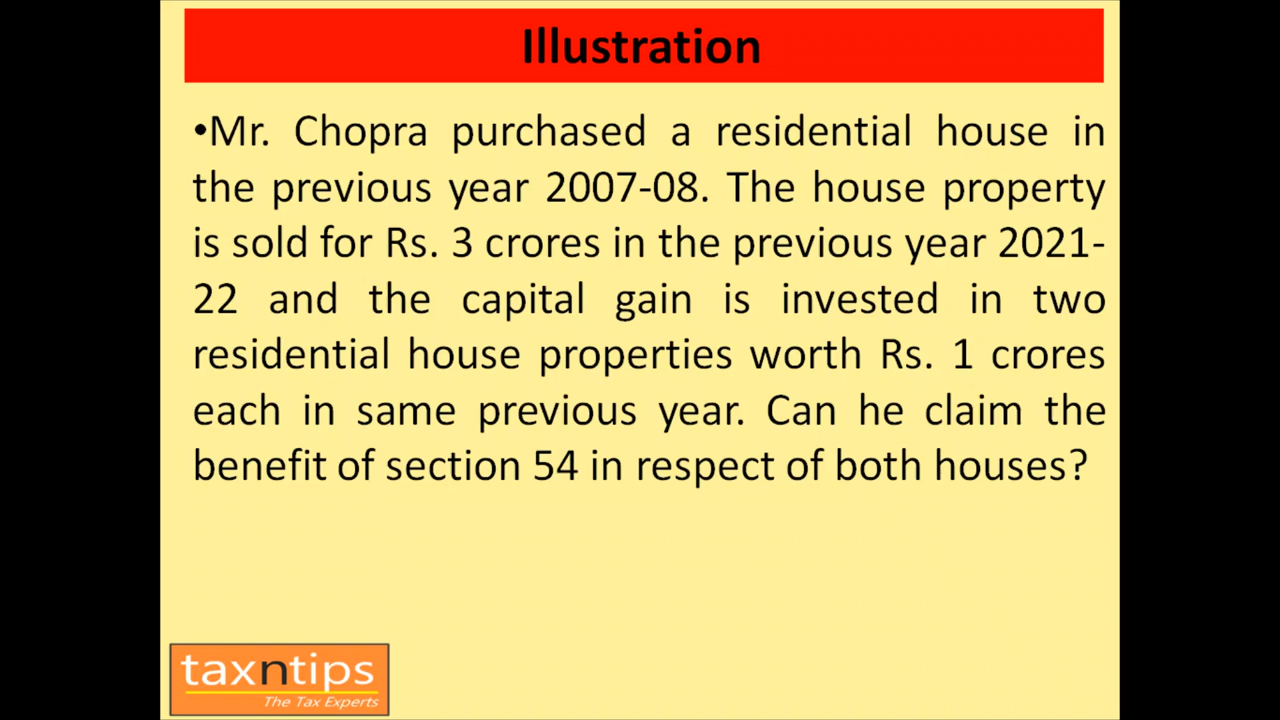 Illustration
•Mr. Chopra purchased a residential house in
the previous year 2007-08. The house property
is sold for Rs. 3 crores in the previous year 2021-
22 and the capital gain is invested in two
residential house properties worth Rs. 1 crores
each in same previous year. Can he claim the
benefit of section 54 in respect of both houses?
taxntips
The Tax Experts